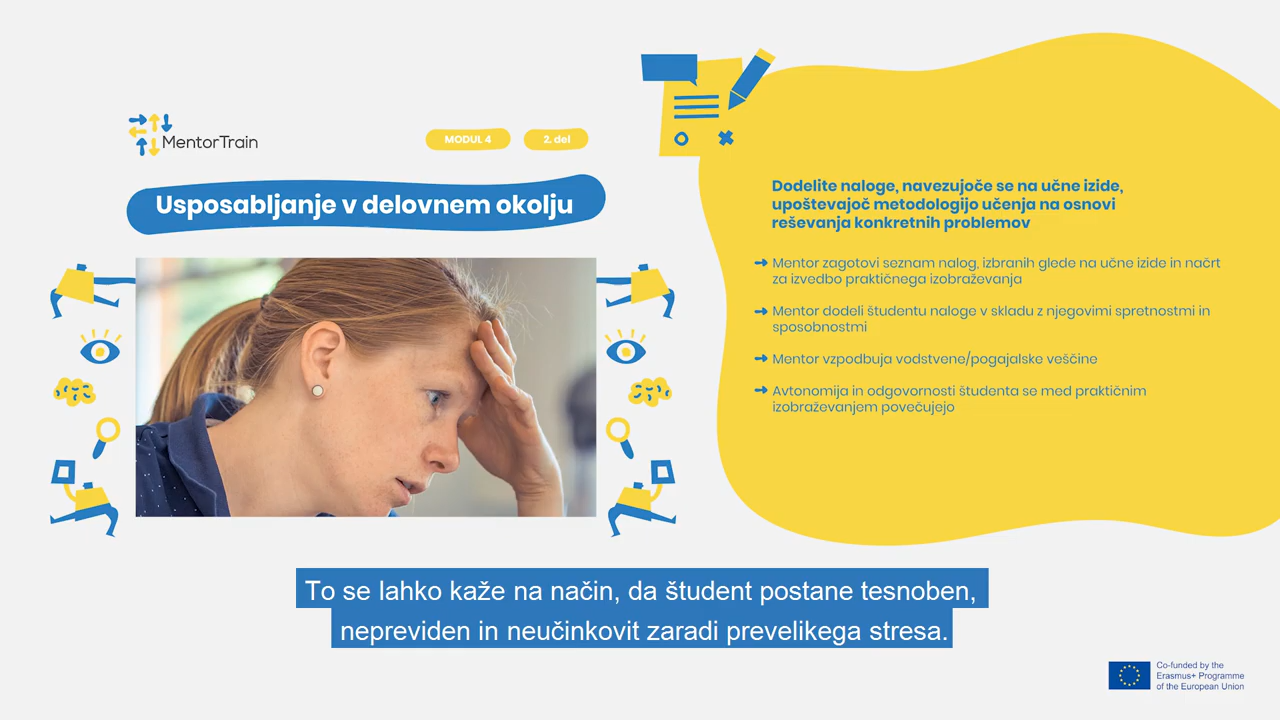 MentorTrain
MODUL 4
2. del
Usposabljanje v delovnem okolju
Dodelite naloge, navezujoče se na učne izide,
upoštevajoč metodologijo učenja na osnovi
reševanja konkretnih problemov
Mentor zagotovi seznam nalog, izbranih glede na učne izide in načrt
za izvedbo praktičnega izobraževanja
Mentor dodeli študentu naloge v skladu z njegovimi spretnostmi in
sposobnostmi
Mentor vzpodbuja vodstvene/pogajalske veščine
Avtonomija in odgovornosti študenta se med praktičnim
izobraževanjem povečujejo
To se lahko kaže na način, da študent postane tesnoben,
nepreviden in neučinkovit zaradi prevelikega stresa.
Co-funded by the
Erasmus+ Programme
of the European Union